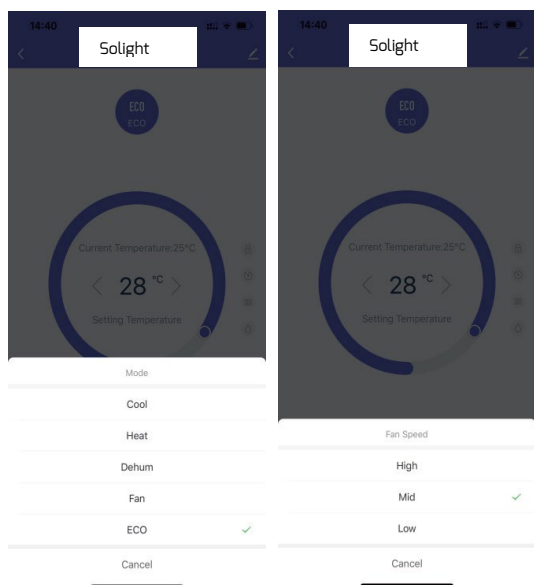 14:40
Solight
ECO
ECO
Current Temperature:25°C
28 °C
Setting Temperature
Mode
Cool
Heat
Dehum
Fan
ECO
Cancel
14:40
Solight
ECO
ECO
Current Temperature:25°C
28 °C
Setting Temperature
Fan Speed
High
Mid
Low
Cancel